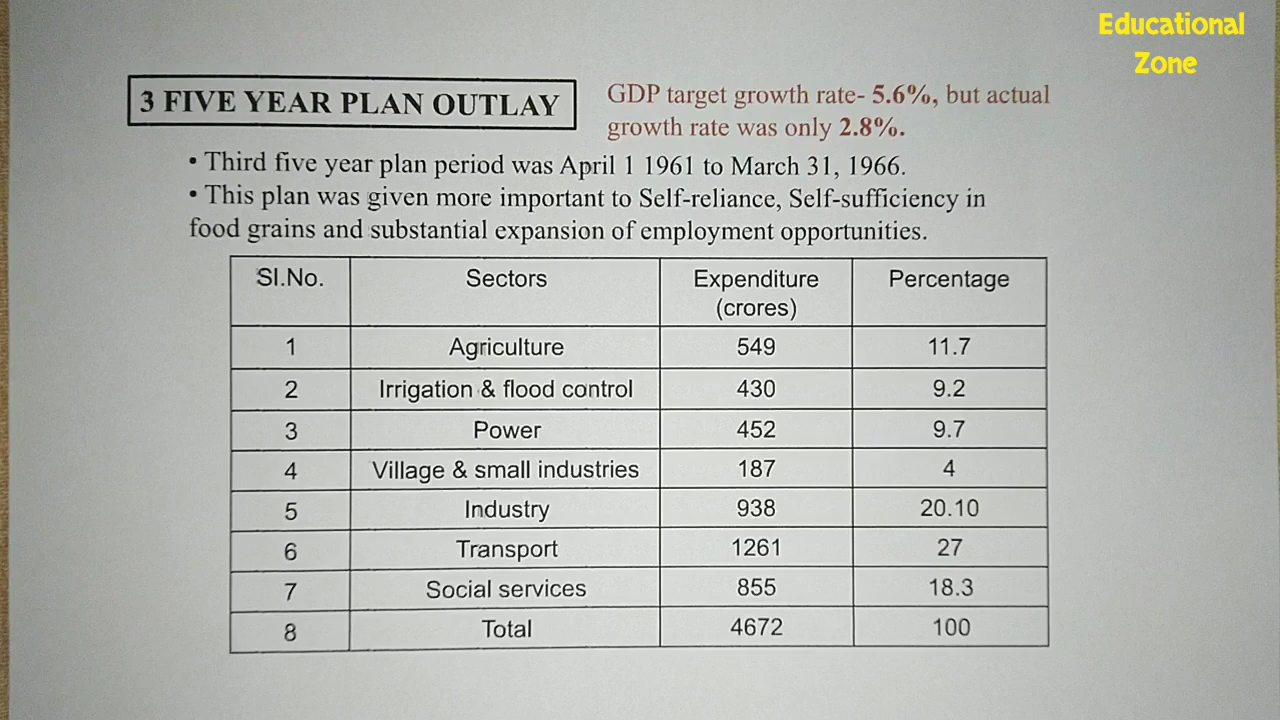 Educational
Zone
3 FIVE YEAR PLAN OUTLAY
GDP target growth rate- 5.6%, but actual
growth rate was only 2.8%.
• Third five year plan period was April 1 1961 to March 31, 1966.
• This plan was given more important to Self-reliance, Self-sufficiency in
food grains and substantial expansion of employment opportunities.
Sl.No. Sectors Expenditure (crores) Percentage
1 Agriculture 549 11.7
2 Irrigation & flood control 430 9.2
3 Power 452 9.7
4 Village & small industries 187 4
5 Industry 938 20.10
6 Transport 1261 27
7 Social services 855 18.3
8 Total 4672 100